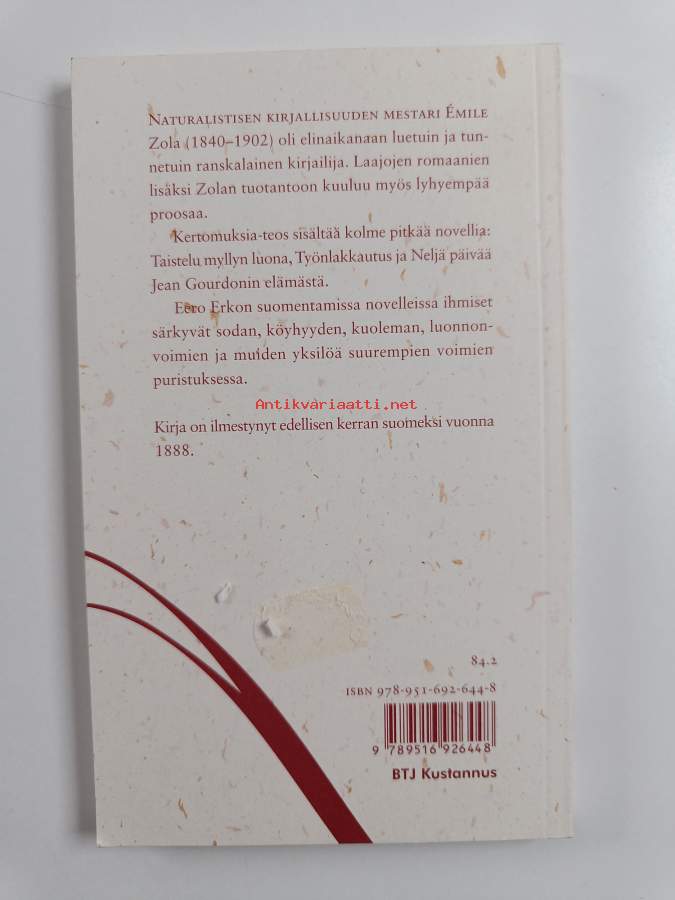 NATURALISTISEN KIRJALLISUUDEN MESTARI ÉMILE
Zola (1840–1902) oli elinaikanaan luetuin ja tun-
netuin ranskalainen kirjailija. Laajojen romaanien
lisäksi Zolan tuotantoon kuuluu myös lyhyempää
proosaa.
Kertomuksia-teos sisältää kolme pitkää novellia:
Taistelu myllyn luona, Työnlakkautus ja Neljä päivää
Jean Gourdonin elämästä.
Eero Erkon suomentamissa novelleissa ihmiset
särkyvät sodan, köyhyyden, kuoleman, luonnon-
voimien ja muiden yksilöä suurempien voimien
puristuksessa.
Antikvariaatti.net
Kirja on ilmestynyt edellisen kerran suomeksi vuonna
1888.
84.2
ISBN 978-951-692-644-8
9 789516 926448
BTJ Kustannus